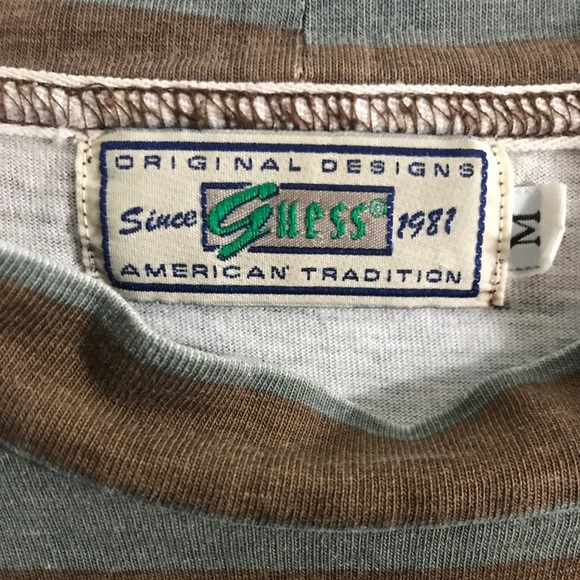 ORIGINAL DESIGNS
Since Guess® 1981
AMERICAN TRADITION
M